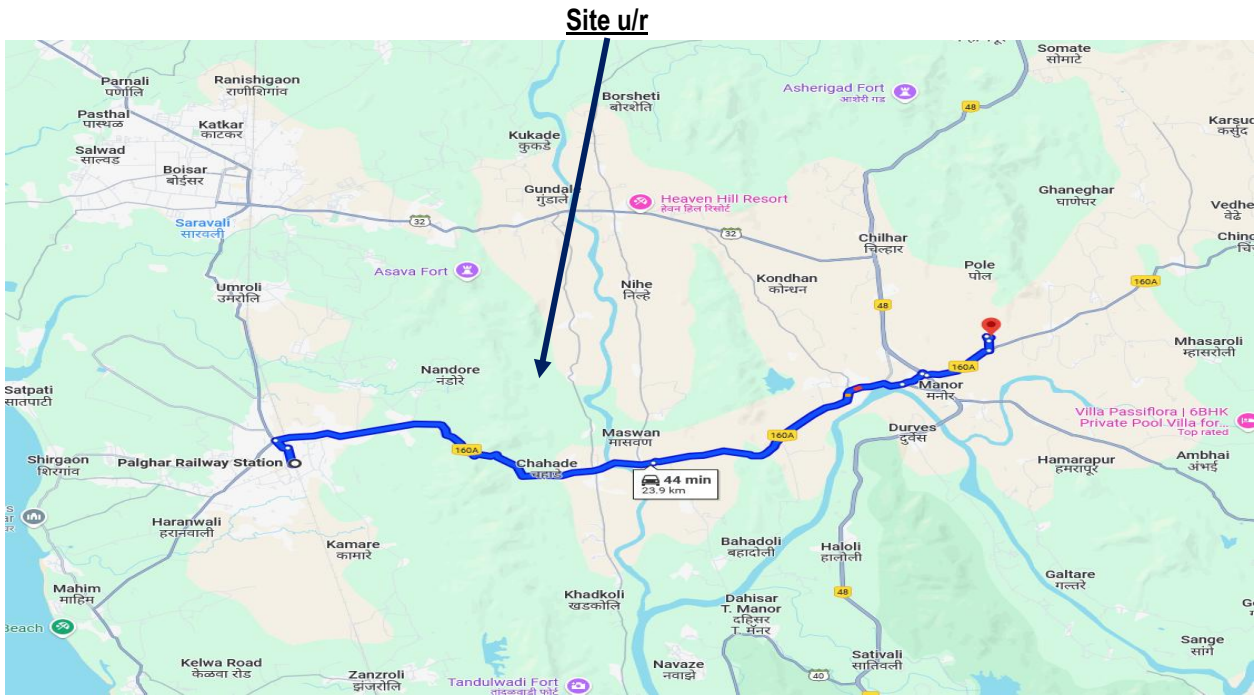 Site u/r
Somate
सोमाटे
Parnali
पर्णाली
Ranishigaon
राणीशिगांव
Borsheti
बोरशेति
Asherigad Fort
आशेरी गड
48
Pasthal
पास्थळ
Katkar
काटकर
Kukade
कुकडे
Karsud
कर्सुद
Salwad
साल्वड
Boisar
बोईसर
Gundale
गुंडाले
Heaven Hill Resort
हेवन हिल रिसोर्ट
Ghaneghar
घाणेघर
Vedhe
वेढे
Saravali
सारवली
32
32
Chilhar
चिल्हार
Asava Fort
Pole
पोल
Umroli
उमरोलि
Nihe
निल्हे
Kondhan
कोन्धन
160A
48
Nandore
नंडोरे
Mhasaroli
म्हासरोली
160A
Satpati
सातपाटी
Manor
मनोर
Villa Passiflora | 6BHK
Private Pool Villa for...
Top rated
Maswan
मासवण
160A
Durves
दुर्वेस
160A
Shirgaon
शिरगांव
Palghar Railway Station
Chahade
चहाडे
44 min
23.9 km
Hamarapur
हमरापूर
Ambhai
अंभई
Haranwali
हरानवाली
Kamare
कामारे
Bahadoli
बहादोली
Haloli
हालोली
Mahim
माहिम
Khadkoli
खडकोलि
48
Galtare
गल्तरे
Beach
Dahisar
T. Manor
दहिसर
T. मॅनर
Kelwa Road
केळवा रोड
Zanzroli
झंजरोलि
Tandulwadi Fort
तांदळवाडी फोर्ट
Navaze
नवाझे
40
Sativali
सातिवली
Sange
सांगे